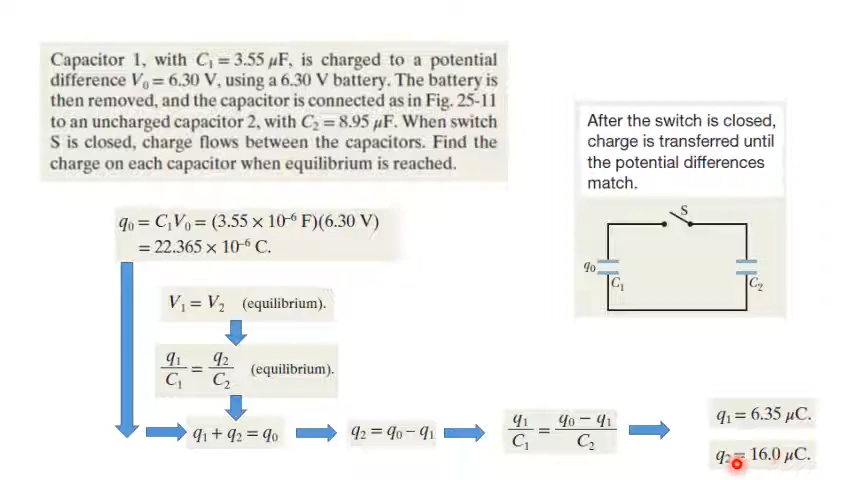 Capacitor 1, with C₁ = 3.55 μF, is charged to a potential
difference V₀ = 6.30 V, using a 6.30 V battery. The battery is
then removed, and the capacitor is connected as in Fig. 25-11
to an uncharged capacitor 2, with C₂ = 8.95 μF. When switch
S is closed, charge flows between the capacitors. Find the
charge on each capacitor when equilibrium is reached.
After the switch is closed,
charge is transferred until
the potential differences
match.
S
q₀
C₁
C₂
q₀ = C₁V₀ = (3.55 × 10⁻⁶ F)(6.30 V)
= 22.365 × 10⁻⁶ C.
V₁ = V₂ (equilibrium).
q₁/C₁ = q₂/C₂ (equilibrium).
q₁ + q₂ = q₀
q₂ = q₀ − q₁
q₁/C₁ = (q₀ − q₁)/C₂
q₁ = 6.35 μC.
q₂ = 16.0 μC.